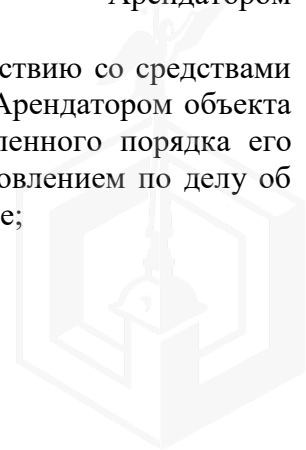 Арендатором
ствию со средствами
Арендатором объекта
ленного порядка его
овлением по делу об
е;